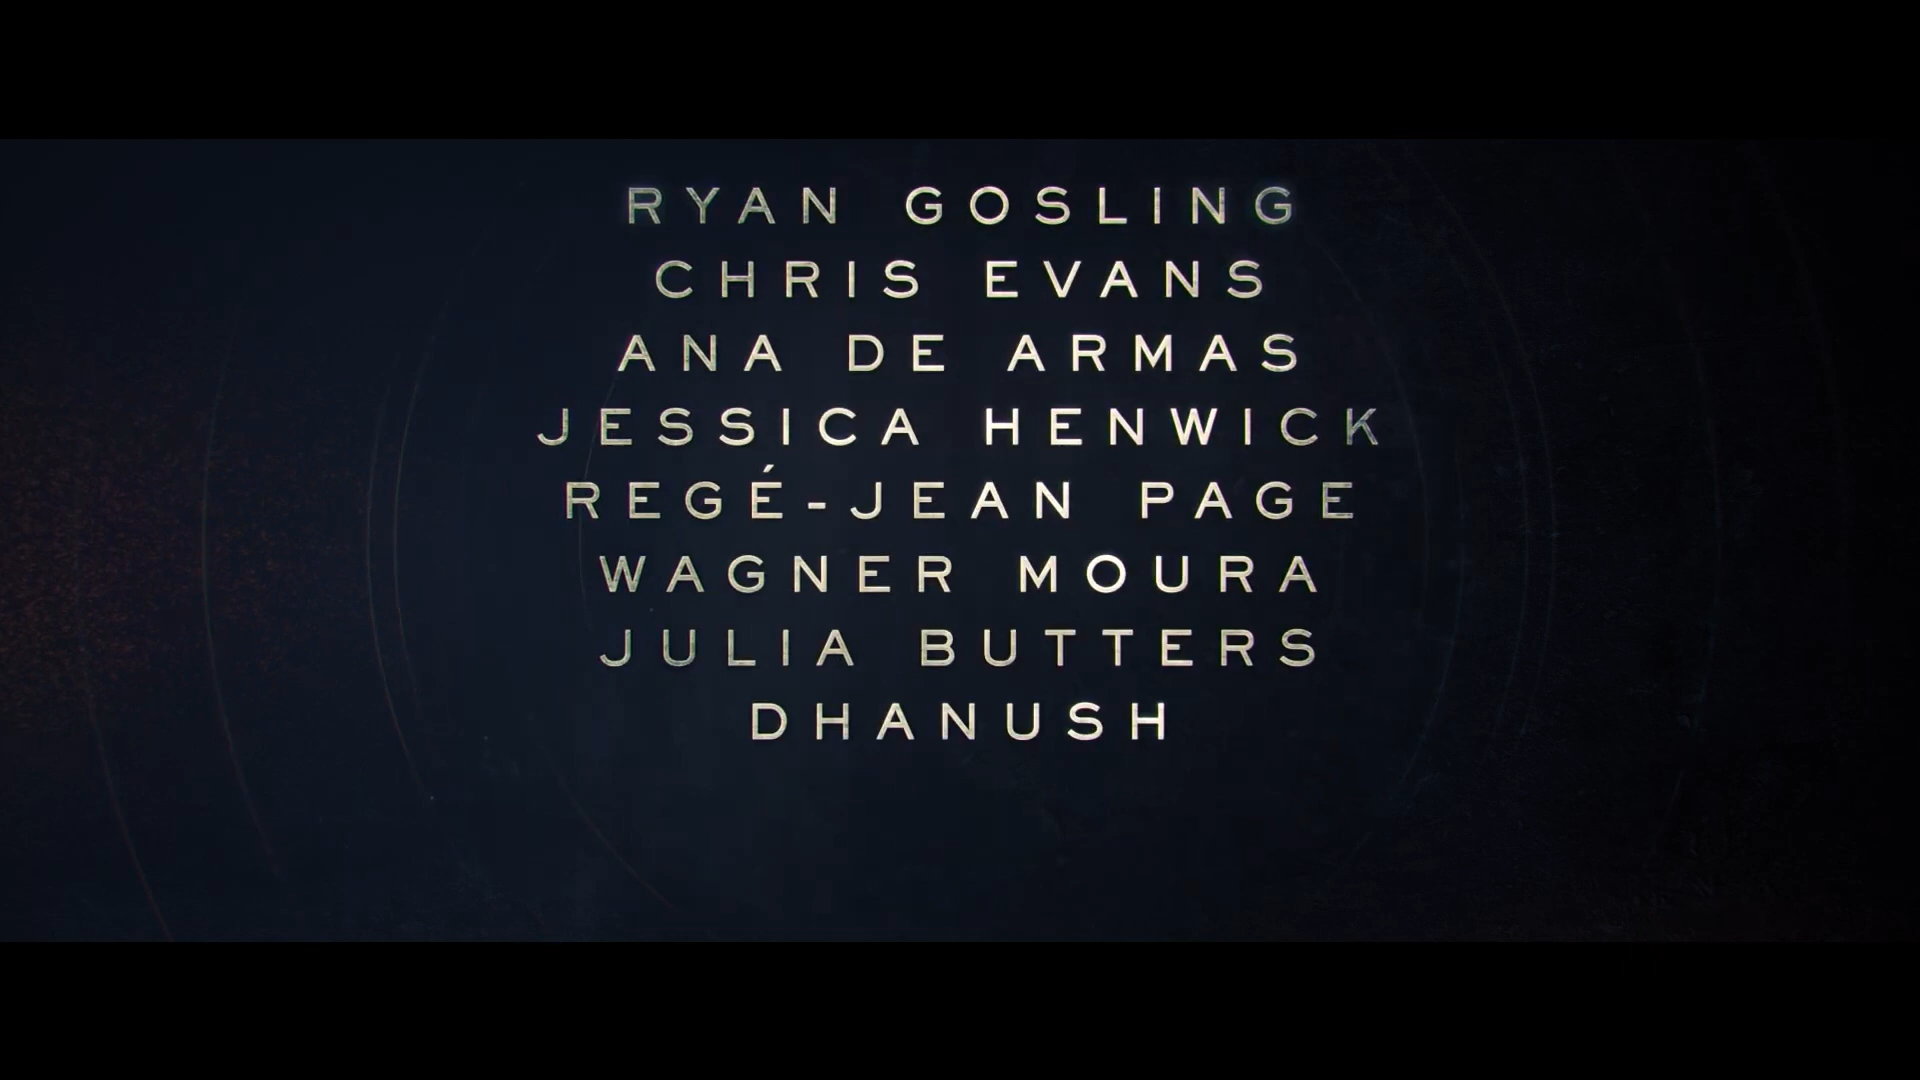 RYAN GOSLING
CHRIS EVANS
ANA DE ARMAS
JESSICA HENWICK
REGÉ-JEAN PAGE
WAGNER MOURA
JULIA BUTTERS
DHANUSH